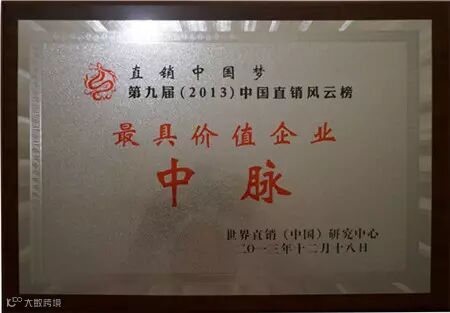 直销中国梦
第九届(2013)中国直销风云榜
最具价值企业
中脉
世界直销(中国)研究中心
二〇一三年十二月十八日
大数跨境